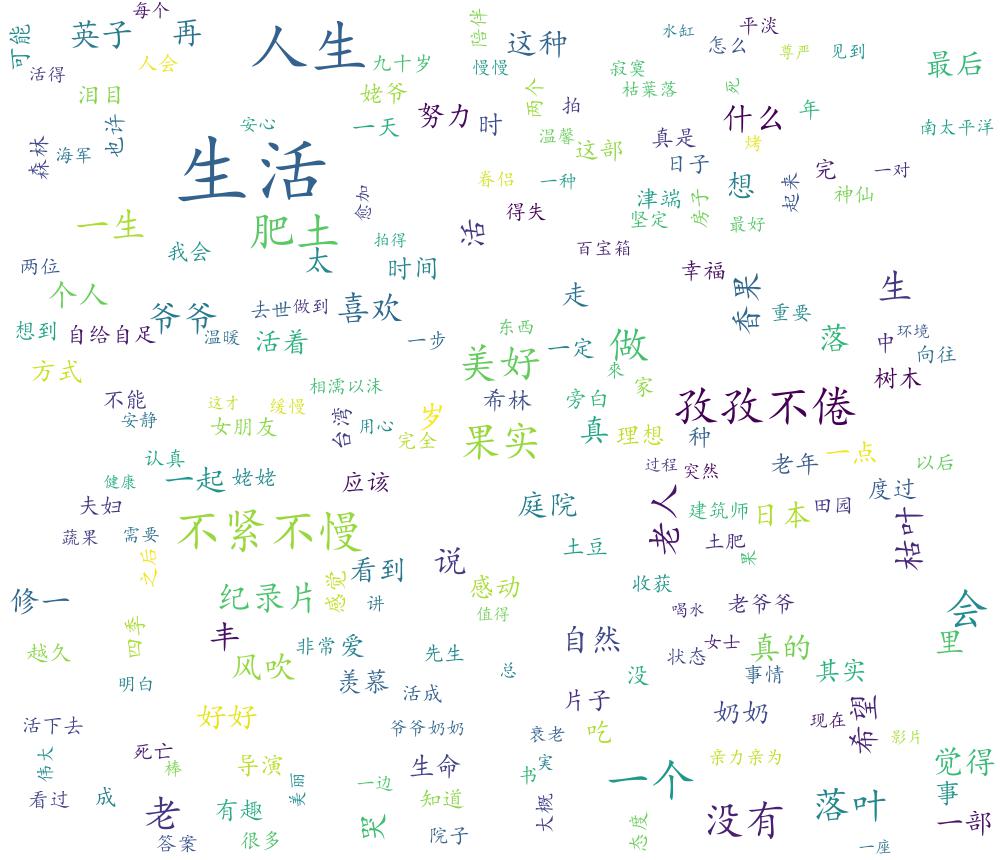 每个
可能
英子
再
人生
陪伴
这种
水缸
平淡
怎么
尊严
见到
最后
活得
人会
九十岁
慢慢
寂寞
泪目
姥爷
两个
枯葉落
死
森林
海军
也许
安心
一天
努力
时
拍
温馨
这部
真是
什么
年
烤
南太平洋
日子
眷侣
一种
完
一对
想
起来
神仙
津端
房子
坚定
最好
愈加
得失
一生
肥土
活
生活
我会
太
拍得
时间
百宝箱
幸福
两位
个人
爷爷
去世
做到
喜欢
走
香果
重要
生
想到
自给自足
温暖
活着
一步
东西
美好
一定
做
落
中
环境
向往
方式
來
家
树木
相濡以沫
不能
安静
这才
缓慢
女朋友
台湾
用心
完全
岁
希林
旁白
孜孜不倦
果实
真
理想
种
认真
一起
姥姥
健康
应该
过程
突然
老年
一点
以后
夫妇
庭院
老人
建筑师
日本
田园
度过
枯叶
蔬果
需要
不紧不慢
土豆
土肥
果
之后
看到
说
修一
纪录片
感觉
讲
感动
值得
收获
喝水
老爷爷
会
四季
丰
越久
风吹
非常
爱
先生
自然
状态
女士
真的
里
明白
羡慕
活成
总
没
事情
其实
片子
活下去
好好
爷爷奶奶
衰老
吃
奶奶
现在
希望
影片
伟大
死亡
棒
导演
美丽
生命
书
实
亲力亲为
觉得
看过
成
老
有趣
一边
知道
一个
事
答案
很多
哭
院子
大概
态度
没有
落叶
一部
一座